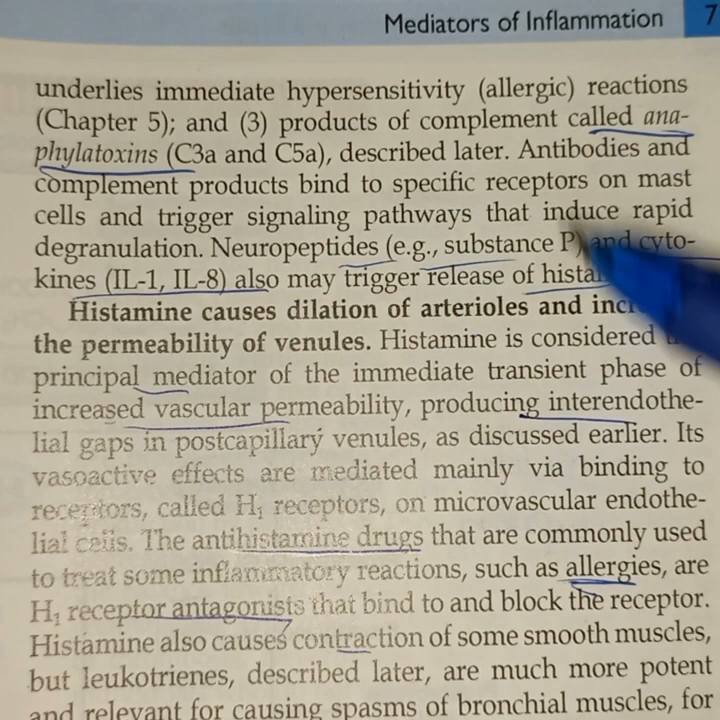 Mediators of Inflammation 7
underlies immediate hypersensitivity (allergic) reactions
(Chapter 5); and (3) products of complement called ana-
phylatoxins (C3a and C5a), described later. Antibodies and
complement products bind to specific receptors on mast
cells and trigger signaling pathways that induce rapid
degranulation. Neuropeptides (e.g., substance P) and cyto-
kines (IL-1, IL-8) also may trigger release of
Histamine causes dilation of arterioles and
the permeability of venules. Histamine is considered
principal mediator of the immediate transient phase of
increased vascular permeability, producing interendothe-
lial gaps in postcapillary venules, as discussed earlier. Its
vasoactive effects are mediated mainly via binding to
receptors, called H₁ receptors, on microvascular endothe-
lial cells. The antihistamine drugs that are commonly used
to treat some inflammatory reactions, such as allergies, are
H₁ receptor antagonists that bind to and block the receptor.
Histamine also causes contraction of some smooth muscles,
but leukotrienes, described later, are much more potent
and relevant for causing spasms of bronchial muscles, for